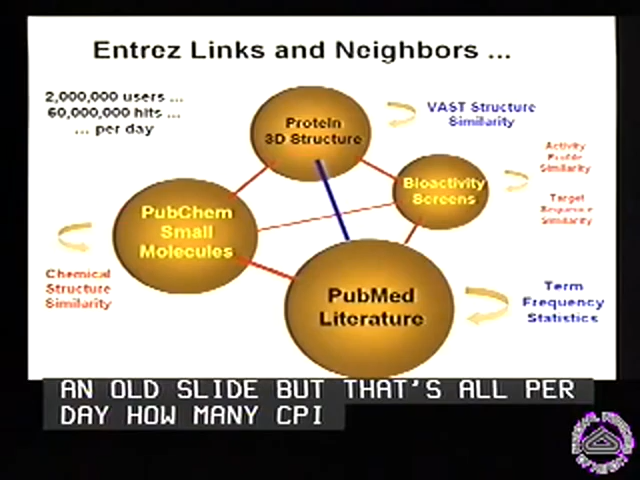 Entrez Links and Neighbors ...
2,000,000 users ...
60,000,000 hits ...
... per day
Protein
3D Structure
VAST Structure
Similarity
Activity
Profile
Similarity
Bioactivity
Screens
Target
Sequence
Similarity
PubChem
Small
Molecules
Chemical
Structure
Similarity
PubMed
Literature
Term
Frequency
Statistics
AN OLD SLIDE BUT THAT'S ALL PER
DAY HOW MANY CPI